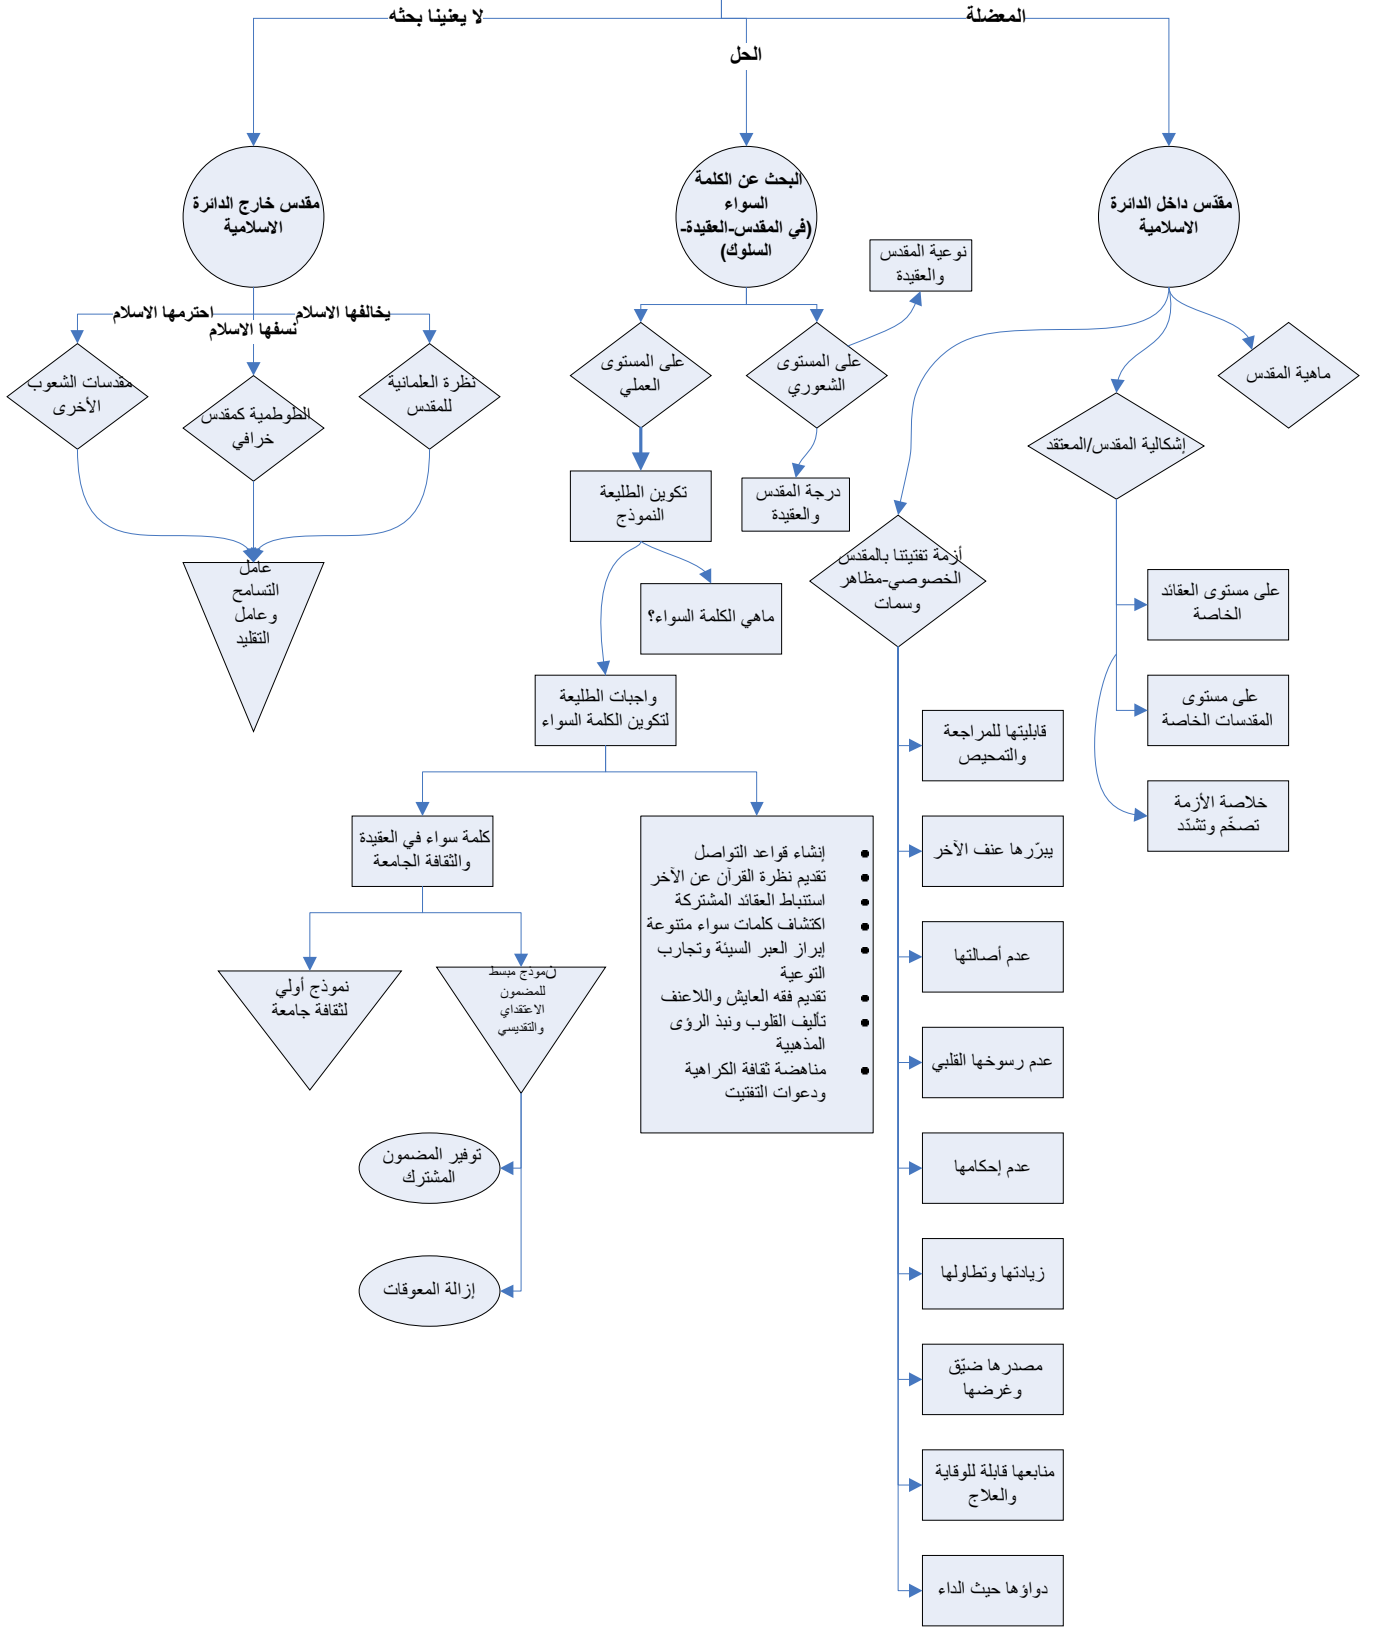 المعضلة
الحل
لا يعنينا بحثه
مقدّس داخل الدائرة
الاسلامية
ماهية المقدس
إشكالية المقدس/المعتقد
على مستوى العقائد
الخاصة
على مستوى
المقدسات الخاصة
خلاصة الأزمة
تصخّم وتشدّد
أزمة تفتيتنا بالمقدس
الخصوصي-مظاهر
وسمات
قابليتها للمراجعة
والتمحيص
يبرّرها عنف الآخر
عدم أصالتها
عدم رسوخها القلبي
عدم إحكامها
زيادتها وتطاولها
مصدرها ضيّق
وغرضها
منابعها قابلة للوقاية
والعلاج
دواؤها حيث الداء
البحث عن الكلمة
السواء
(في المقدس-العقيدة-
السلوك)
على المستوى
الشعوري
نوعية المقدس
والعقيدة
درجة المقدس
والعقيدة
على المستوى
العملي
تكوين الطليعة
النموذج
ماهي الكلمة السواء؟
واجبات الطليعة
لتكوين الكلمة السواء
• إنشاء قواعد التواصل
• تقديم نظرة القرآن عن الآخر
• استنباط العقائد المشتركة
• اكتشاف كلمات سواء متنوعة
• إبراز العبر السيئة وتجارب
التوعية
• تقديم فقه العايش واللاعنف
• تأليف القلوب ونبذ الرؤى
المذهبية
• مناهضة ثقافة الكراهية
ودعوات التفتيت
كلمة سواء في العقيدة
والثقافة الجامعة
نموذج مبسط
للمضمون
الاعتقداي
والتقديسي
توفير المضمون
المشترك
إزالة المعوقات
نموذج أولي
لثقافة جامعة
مقدس خارج الدائرة
الاسلامية
يخالفها الاسلام
نسفها الاسلام
احترمها الاسلام
نظرة العلمانية
للمقدس
الطوطمية كمقدس
خرافي
مقدسات الشعوب
الأخرى
عامل
التسامح
وعامل
التقليد